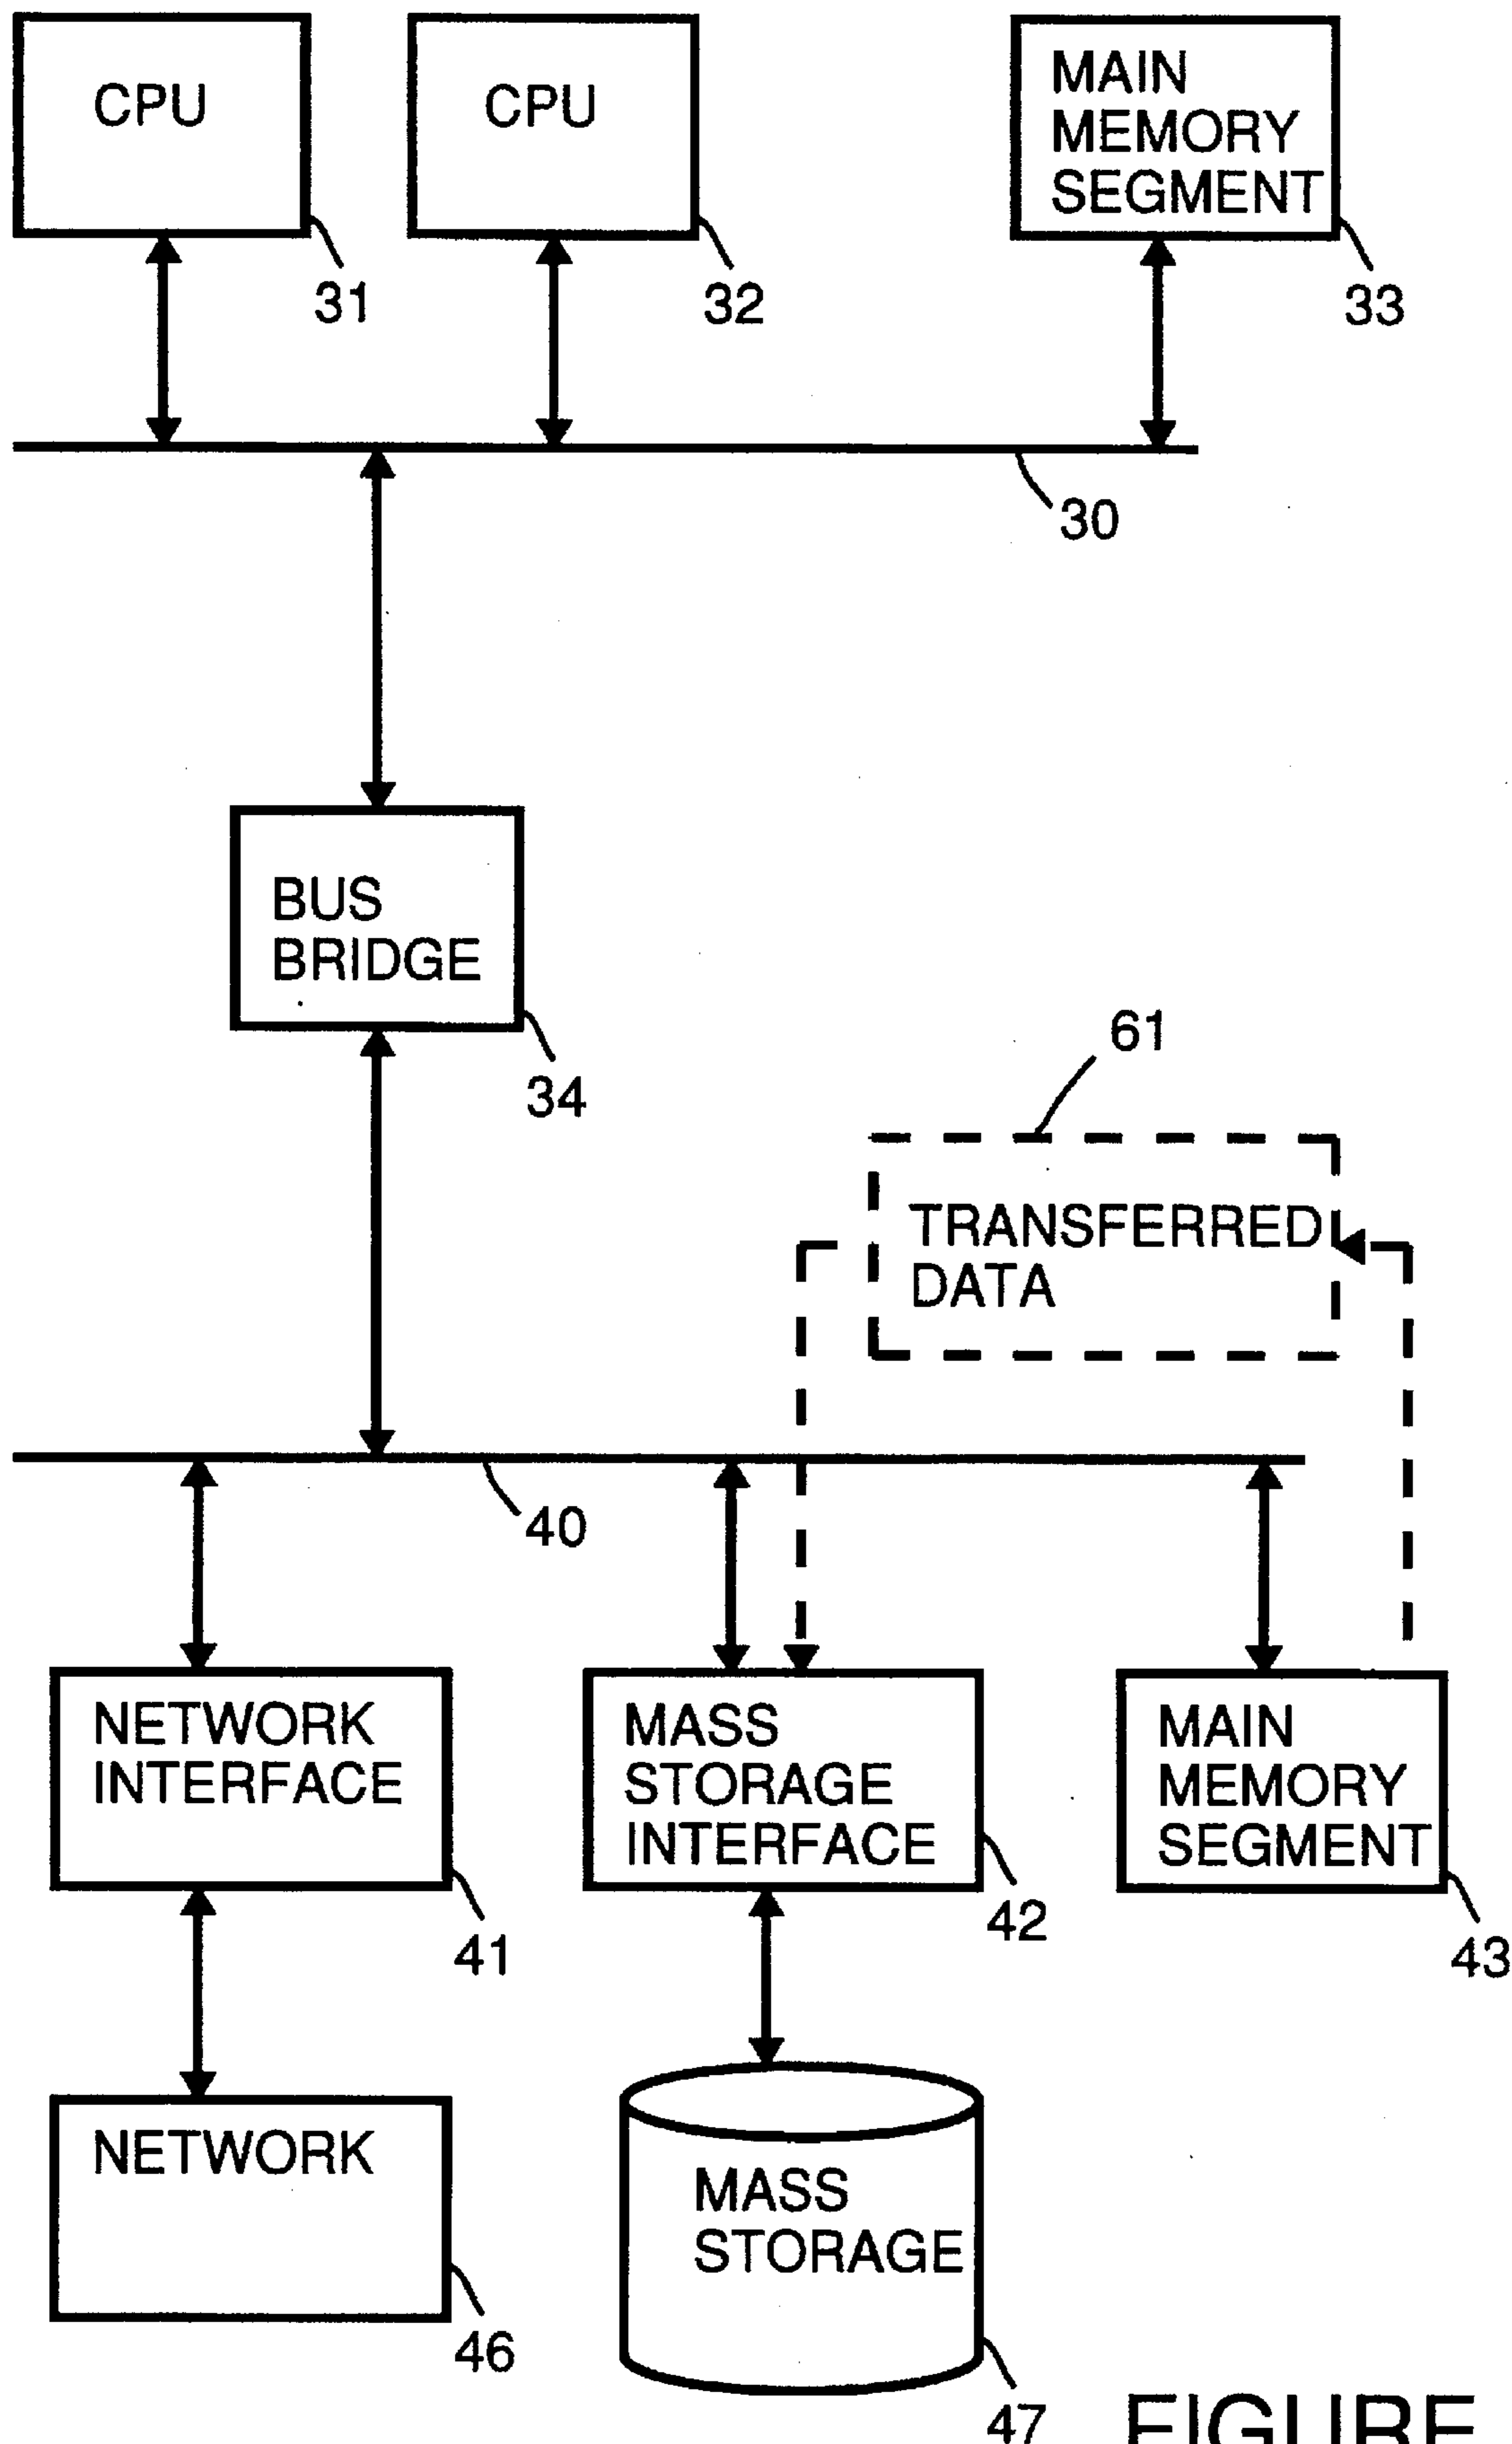 CPU
CPU
MAIN
MEMORY
SEGMENT
31
32
33
30
BUS
BRIDGE
34
61
TRANSFERRED
DATA
40
NETWORK
INTERFACE
MASS
STORAGE
INTERFACE
MAIN
MEMORY
SEGMENT
41
42
43
NETWORK
MASS
STORAGE
46
47
FIGURE